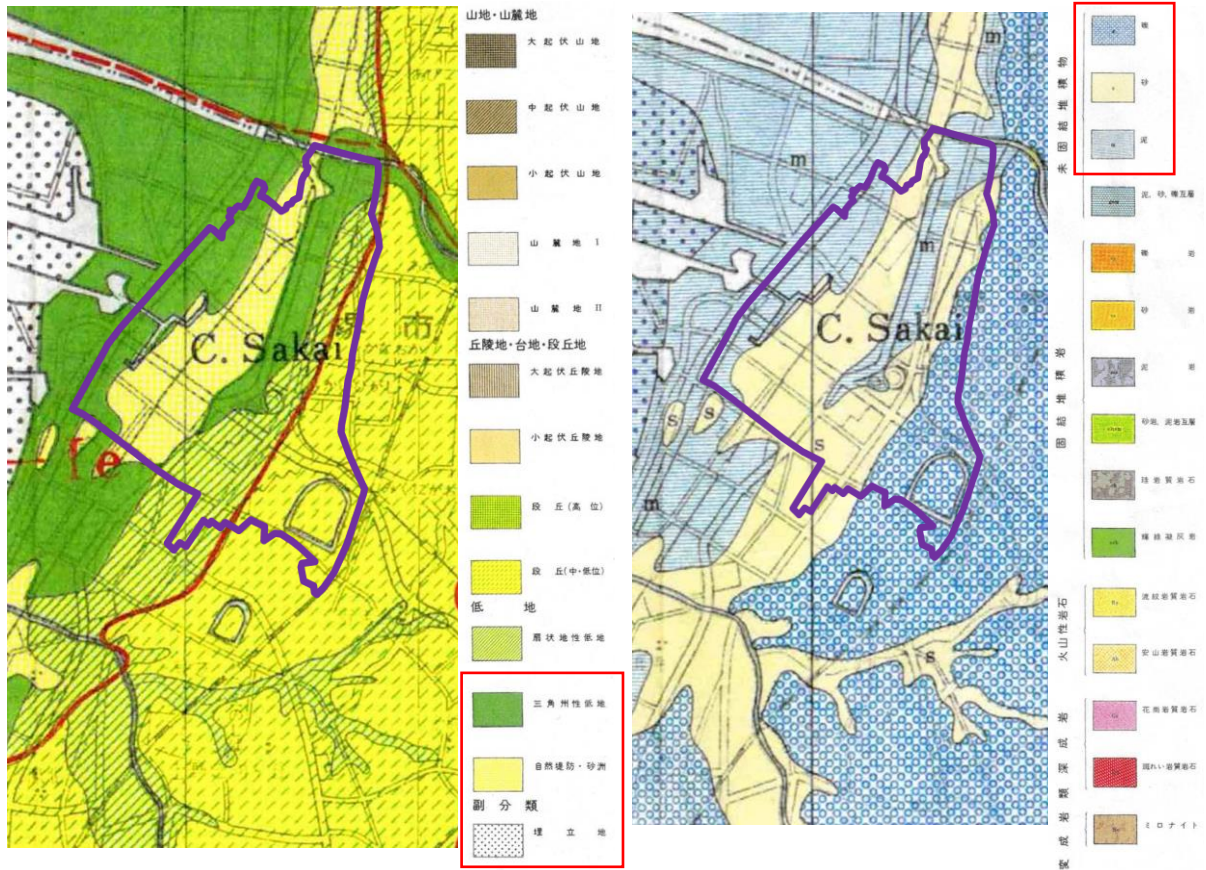 山地・山麓地
大起伏山地
中起伏山地
小起伏山地
山麓地 I
山麓地 II
丘陵地・台地・段丘地
大起伏丘陵地
小起伏丘陵地
段丘(高位)
段丘(中・低位)
低地
扇状地性低地
三角州性低地
自然堤防・砂洲
副分類
埋立地
C. Sakai
堺市
f e
未固結堆積物
礫
砂
泥
泥、砂、礫互層
固結堆積岩
礫岩
砂岩
泥岩
砂岩、泥岩互層
珪岩質岩石
輝緑凝灰岩
火山性岩石
流紋岩質岩石
安山岩質岩石
深成岩類
花崗岩質岩石
斑れい岩質岩石
変成岩
ミロナイト
C. Sakai
m
m
m
m
s
s
s
s